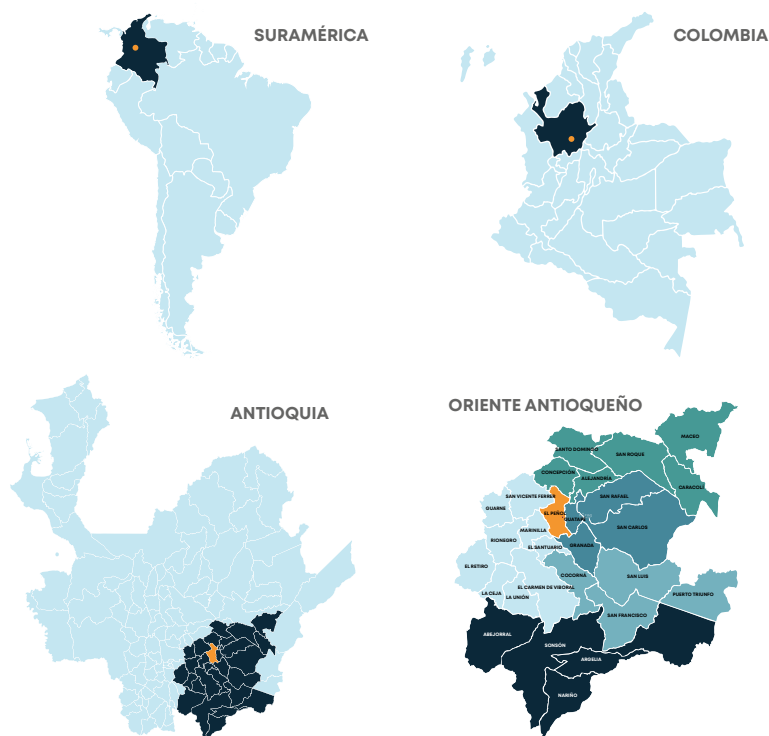 SURAMÉRICA
COLOMBIA
ANTIOQUIA
ORIENTE ANTIOQUEÑO
MACEO
SANTO DOMINGO
SAN ROQUE
CONCEPCIÓN
ALEJANDRÍA
CARACOLÍ
SAN VICENTE FERRER
SAN RAFAEL
GUARNE
EL PEÑOL
GUATAPÉ
MARINILLA
SAN CARLOS
RIONEGRO
EL SANTUARIO
GRANADA
EL RETIRO
COCORNÁ
SAN LUIS
EL CARMEN DE VIBORAL
LA CEJA
LA UNIÓN
PUERTO TRIUNFO
SAN FRANCISCO
ABEJORRAL
SONSÓN
ARGELIA
NARIÑO